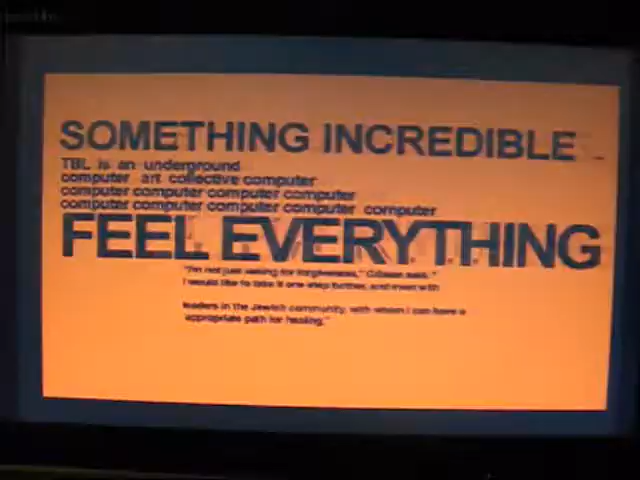 SOMETHING INCREDIBLE
TBL is an underground
computer art collective computer
computer computer computer computer
computer computer computer computer computer
FEEL EVERYTHING
"I'm not just asking for forgiveness," Gibson said. "
I would like to take it one step further, and meet with
leaders in the Jewish community, with whom I can have a
appropriate path for healing."